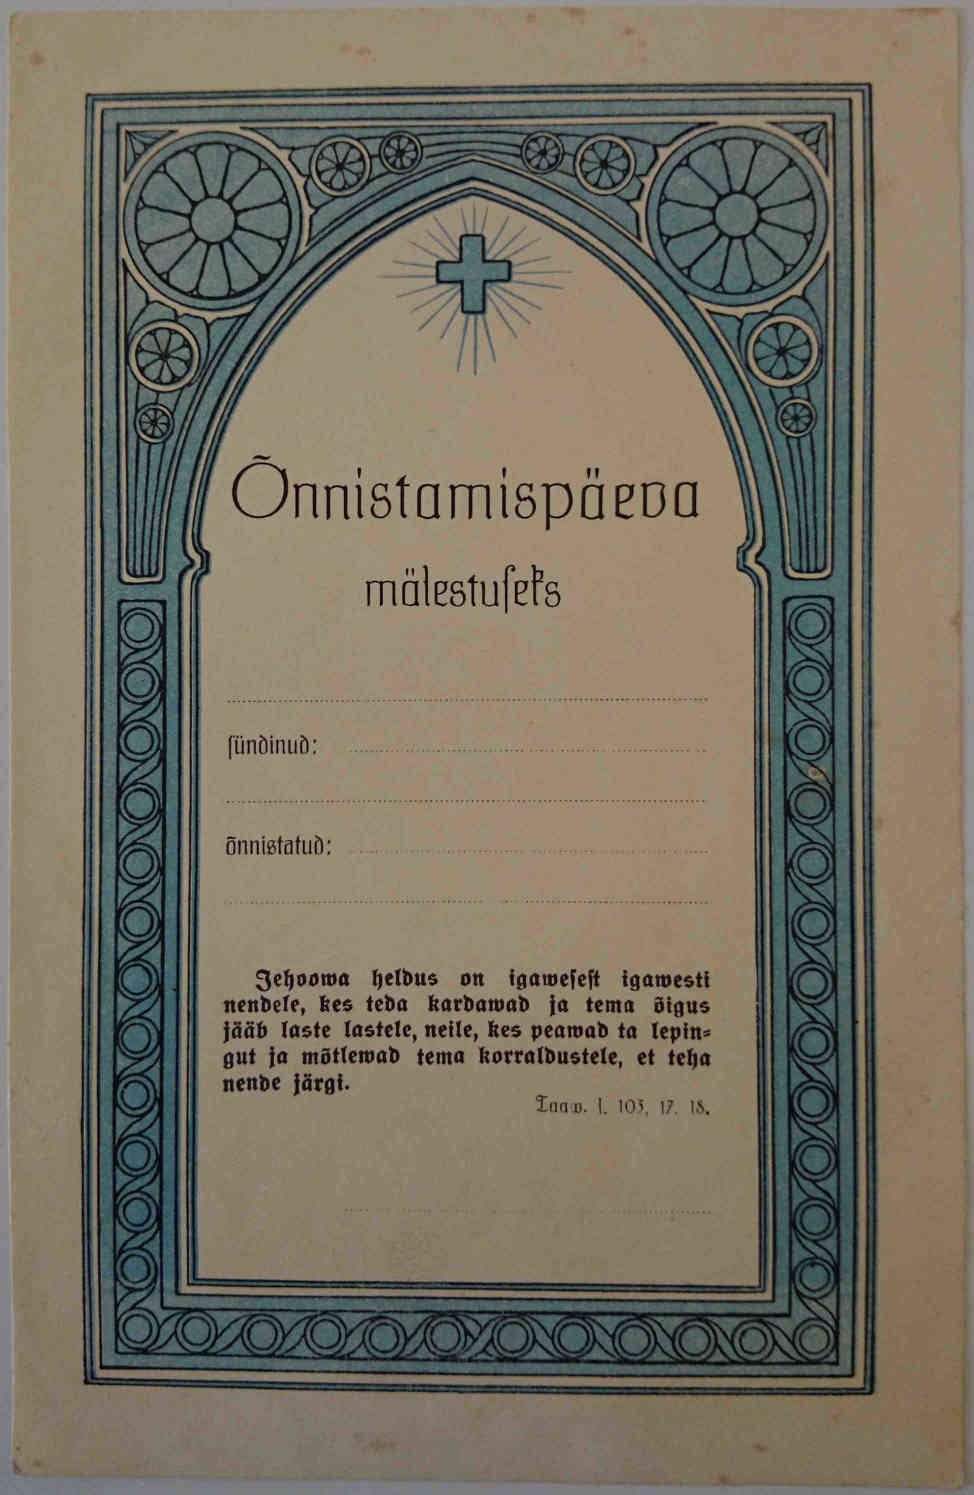 Õnnistamispäeva
mälestuſeks
ſündinud:
õnnistatud:
Jehoowa heldus on igaweſeſt igawesti
nendele, kes teda kardawad ja tema õigus
jääb laste lastele, neile, kes peawad ta lepin⸗
gut ja mõtlewad tema korraldustele, et teha
nende järgi.
Taaw. l. 103, 17. 18.